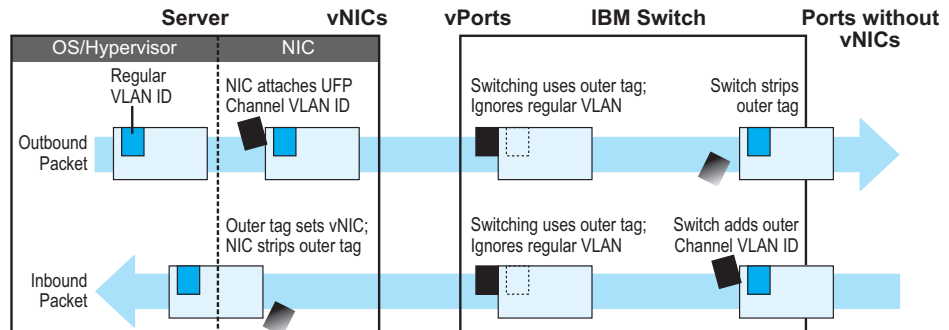 Server
vNICs
vPorts
IBM Switch
Ports without
vNICs
OS/Hypervisor
NIC
Regular
VLAN ID
NIC attaches UFP
Channel VLAN ID
Switching uses outer tag;
Ignores regular VLAN
Switch strips
outer tag
Outbound
Packet
Outer tag sets vNIC;
NIC strips outer tag
Switching uses outer tag;
Ignores regular VLAN
Switch adds outer
Channel VLAN ID
Inbound
Packet